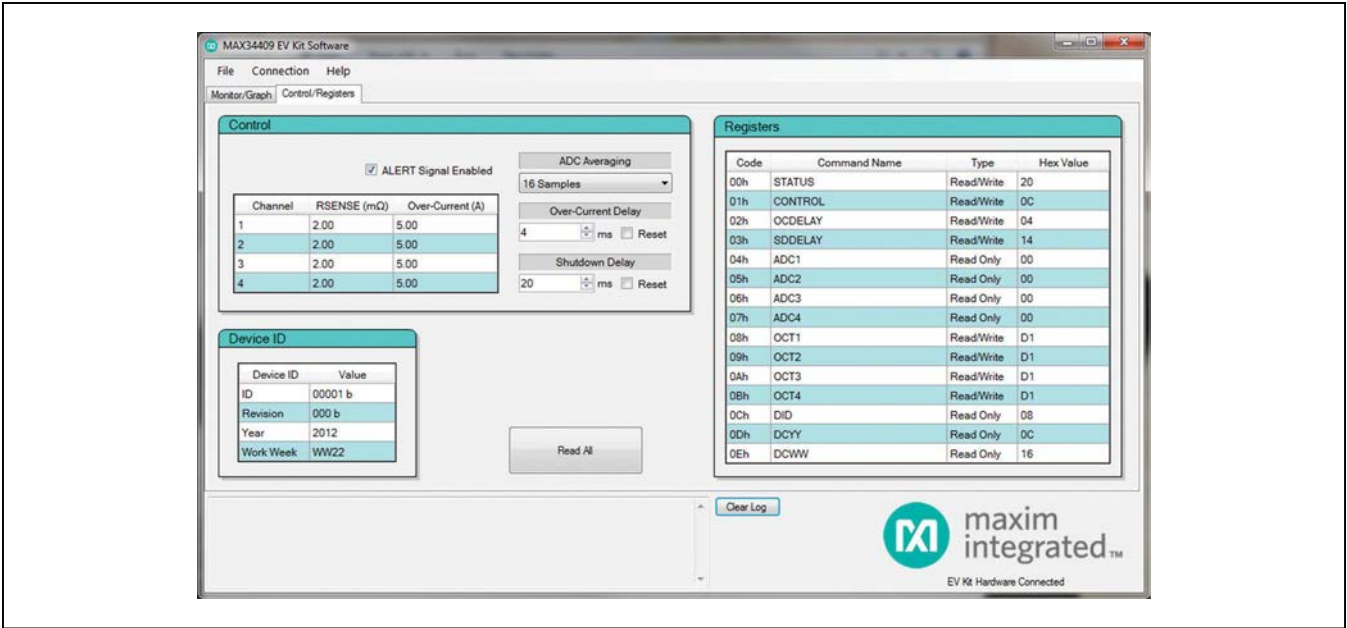 MAX34409 EV Kit Software
File Connection Help
Monitor/Graph Control/Registers
Control
ALERT Signal Enabled
Channel RSENSE (mΩ) Over-Current (A)
1 2.00 5.00
2 2.00 5.00
3 2.00 5.00
4 2.00 5.00
ADC Averaging
16 Samples
Over-Current Delay
4 ms Reset
Shutdown Delay
20 ms Reset
Device ID
Device ID Value
ID 00001 b
Revision 000 b
Year 2012
Work Week WW22
Read All
Registers
Code Command Name Type Hex Value
00h STATUS Read/Write 20
01h CONTROL Read/Write 0C
02h OCDELAY Read/Write 04
03h SDDELAY Read/Write 14
04h ADC1 Read Only 00
05h ADC2 Read Only 00
06h ADC3 Read Only 00
07h ADC4 Read Only 00
08h OCT1 Read/Write D1
09h OCT2 Read/Write D1
0Ah OCT3 Read/Write D1
0Bh OCT4 Read/Write D1
0Ch DID Read Only 08
0Dh DCYY Read Only 0C
0Eh DCWW Read Only 16
Clear Log
maxim
integrated™
EV Kit Hardware Connected